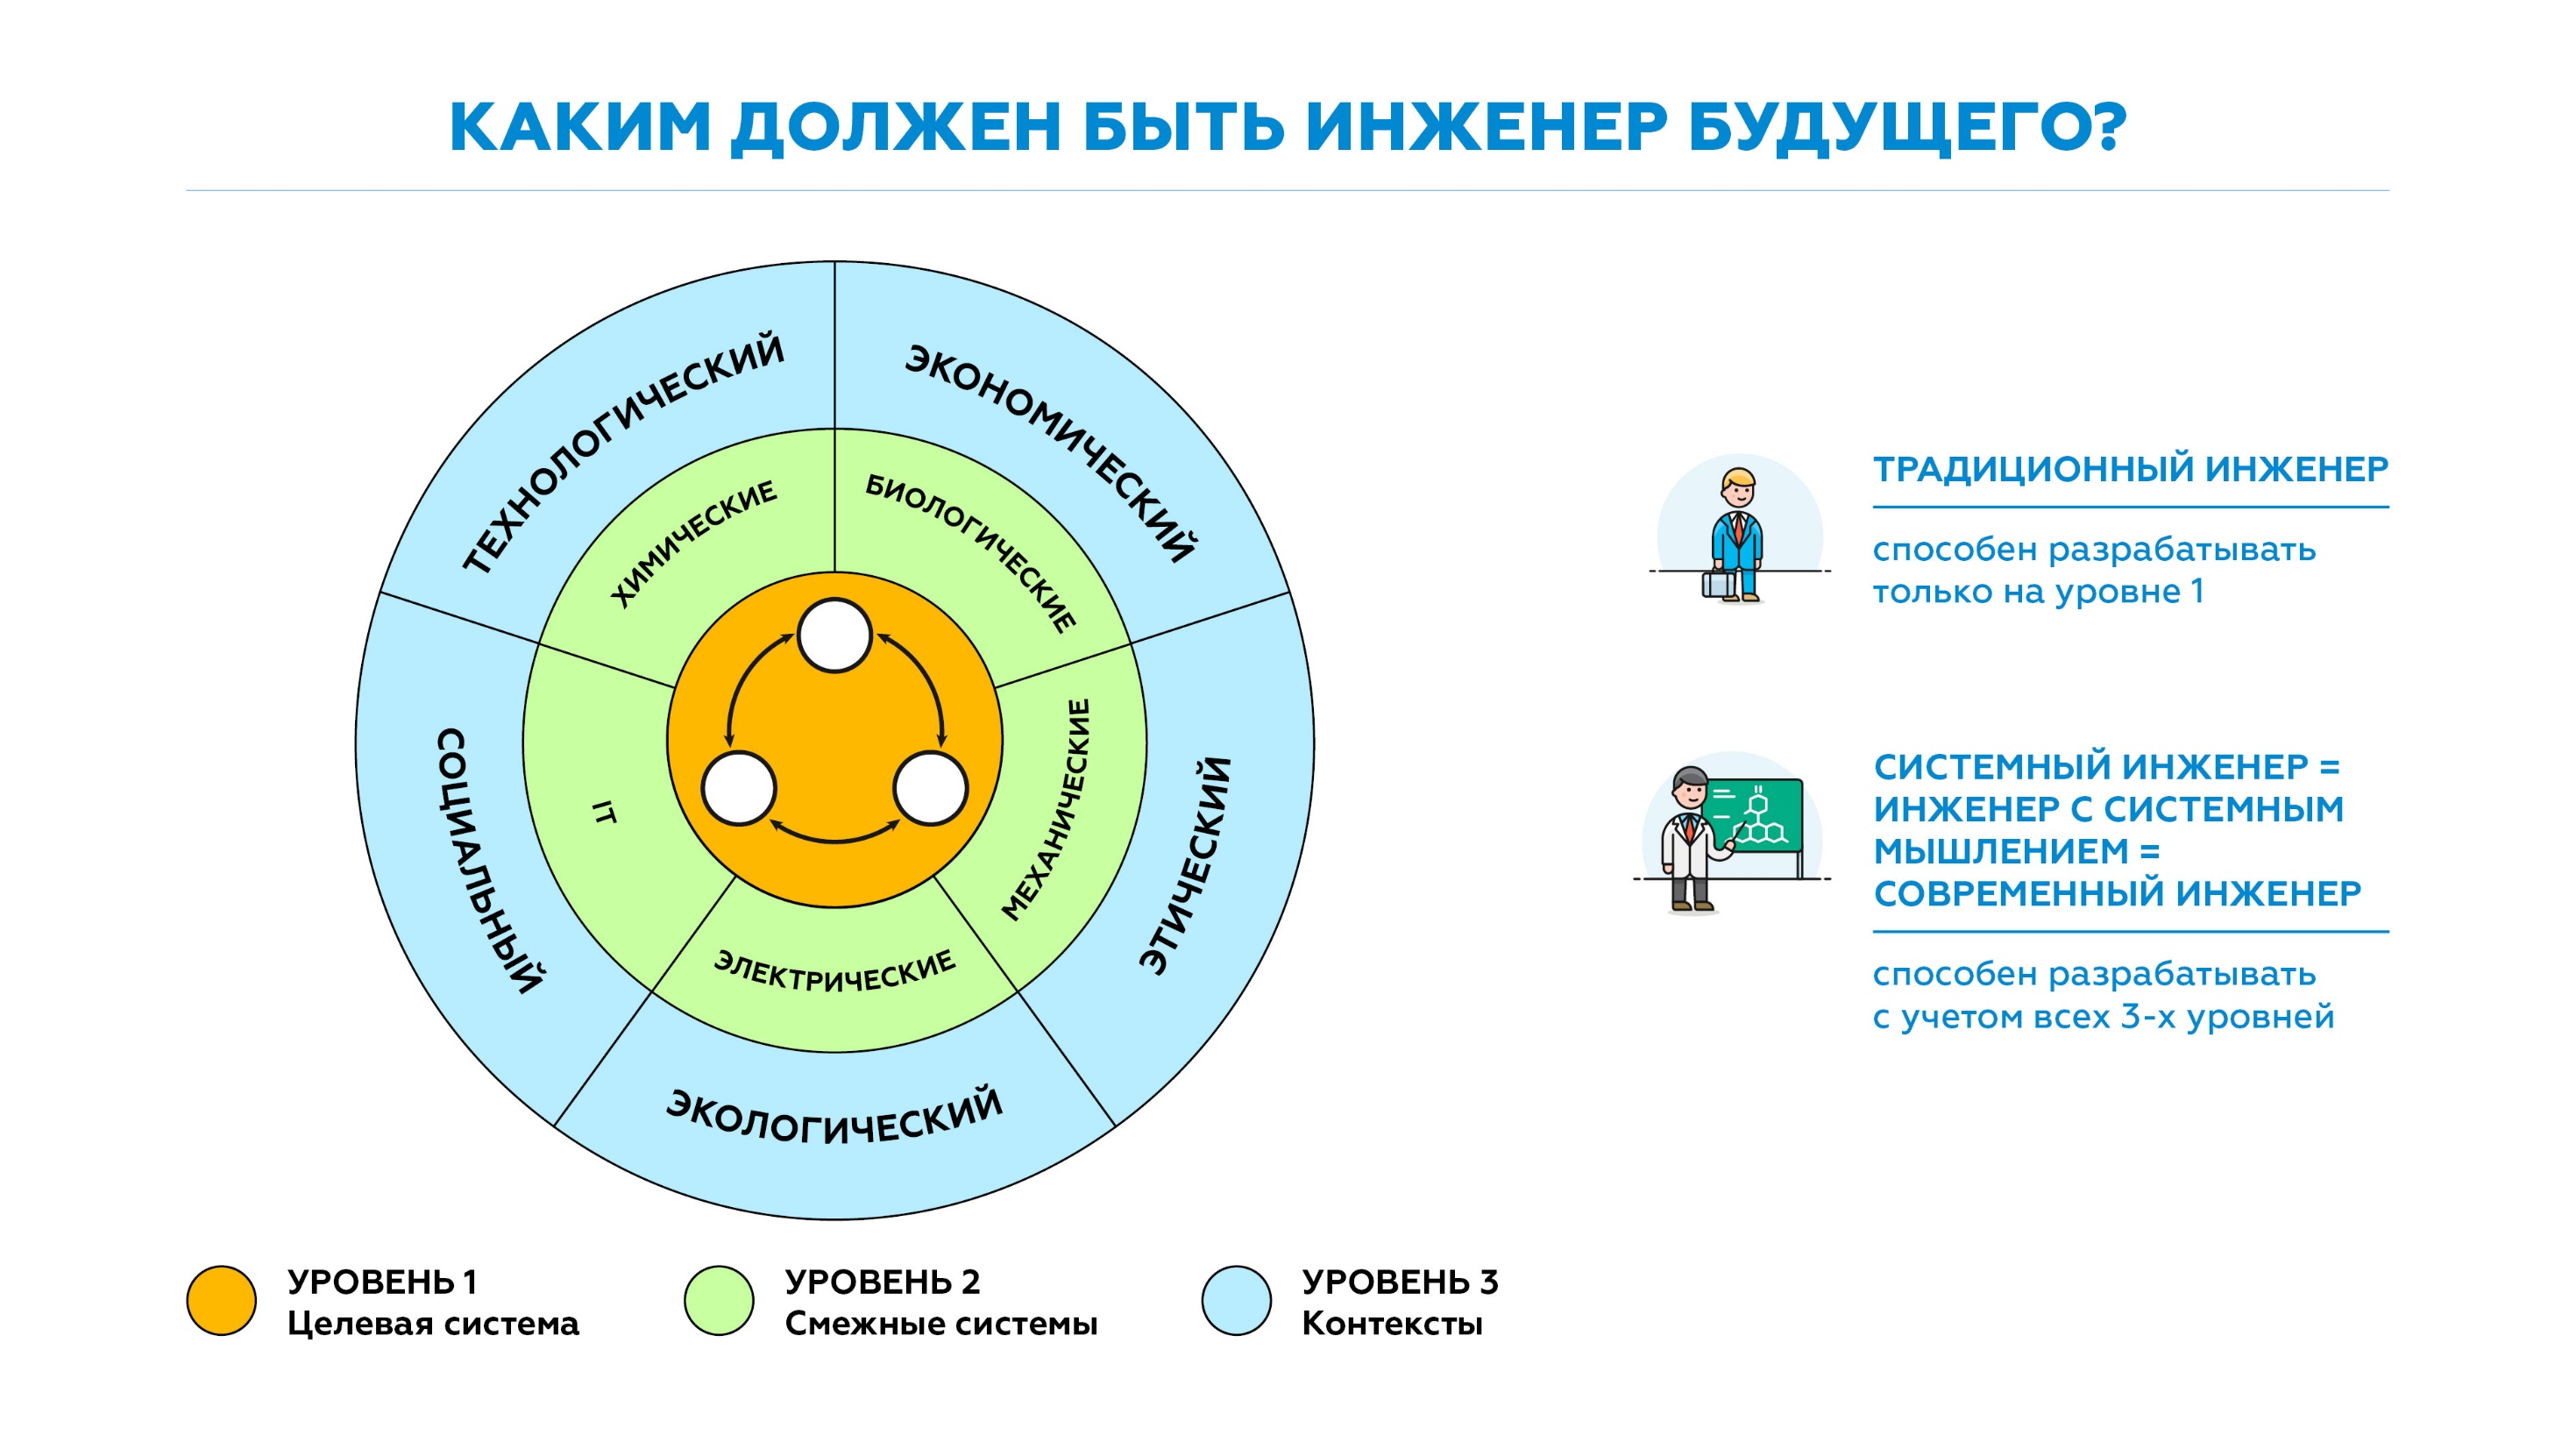 КАКИМ ДОЛЖЕН БЫТЬ ИНЖЕНЕР БУДУЩЕГО?
ТЕХНОЛОГИЧЕСКИЙ
ЭКОНОМИЧЕСКИЙ
ЭТИЧЕСКИЙ
ЭКОЛОГИЧЕСКИЙ
СОЦИАЛЬНЫЙ
ХИМИЧЕСКИЕ
БИОЛОГИЧЕСКИЕ
МЕХАНИЧЕСКИЕ
ЭЛЕКТРИЧЕСКИЕ
IT
ТРАДИЦИОННЫЙ ИНЖЕНЕР
способен разрабатывать
только на уровне 1
СИСТЕМНЫЙ ИНЖЕНЕР =
ИНЖЕНЕР С СИСТЕМНЫМ
МЫШЛЕНИЕМ =
СОВРЕМЕННЫЙ ИНЖЕНЕР
способен разрабатывать
с учетом всех 3-х уровней
УРОВЕНЬ 1
Целевая система
УРОВЕНЬ 2
Смежные системы
УРОВЕНЬ 3
Контексты